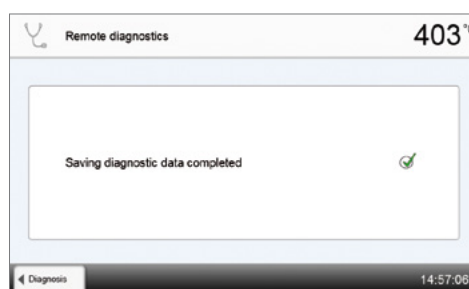 Remote diagnostics
403°
Saving diagnostic data completed
Diagnosis
14:57:06